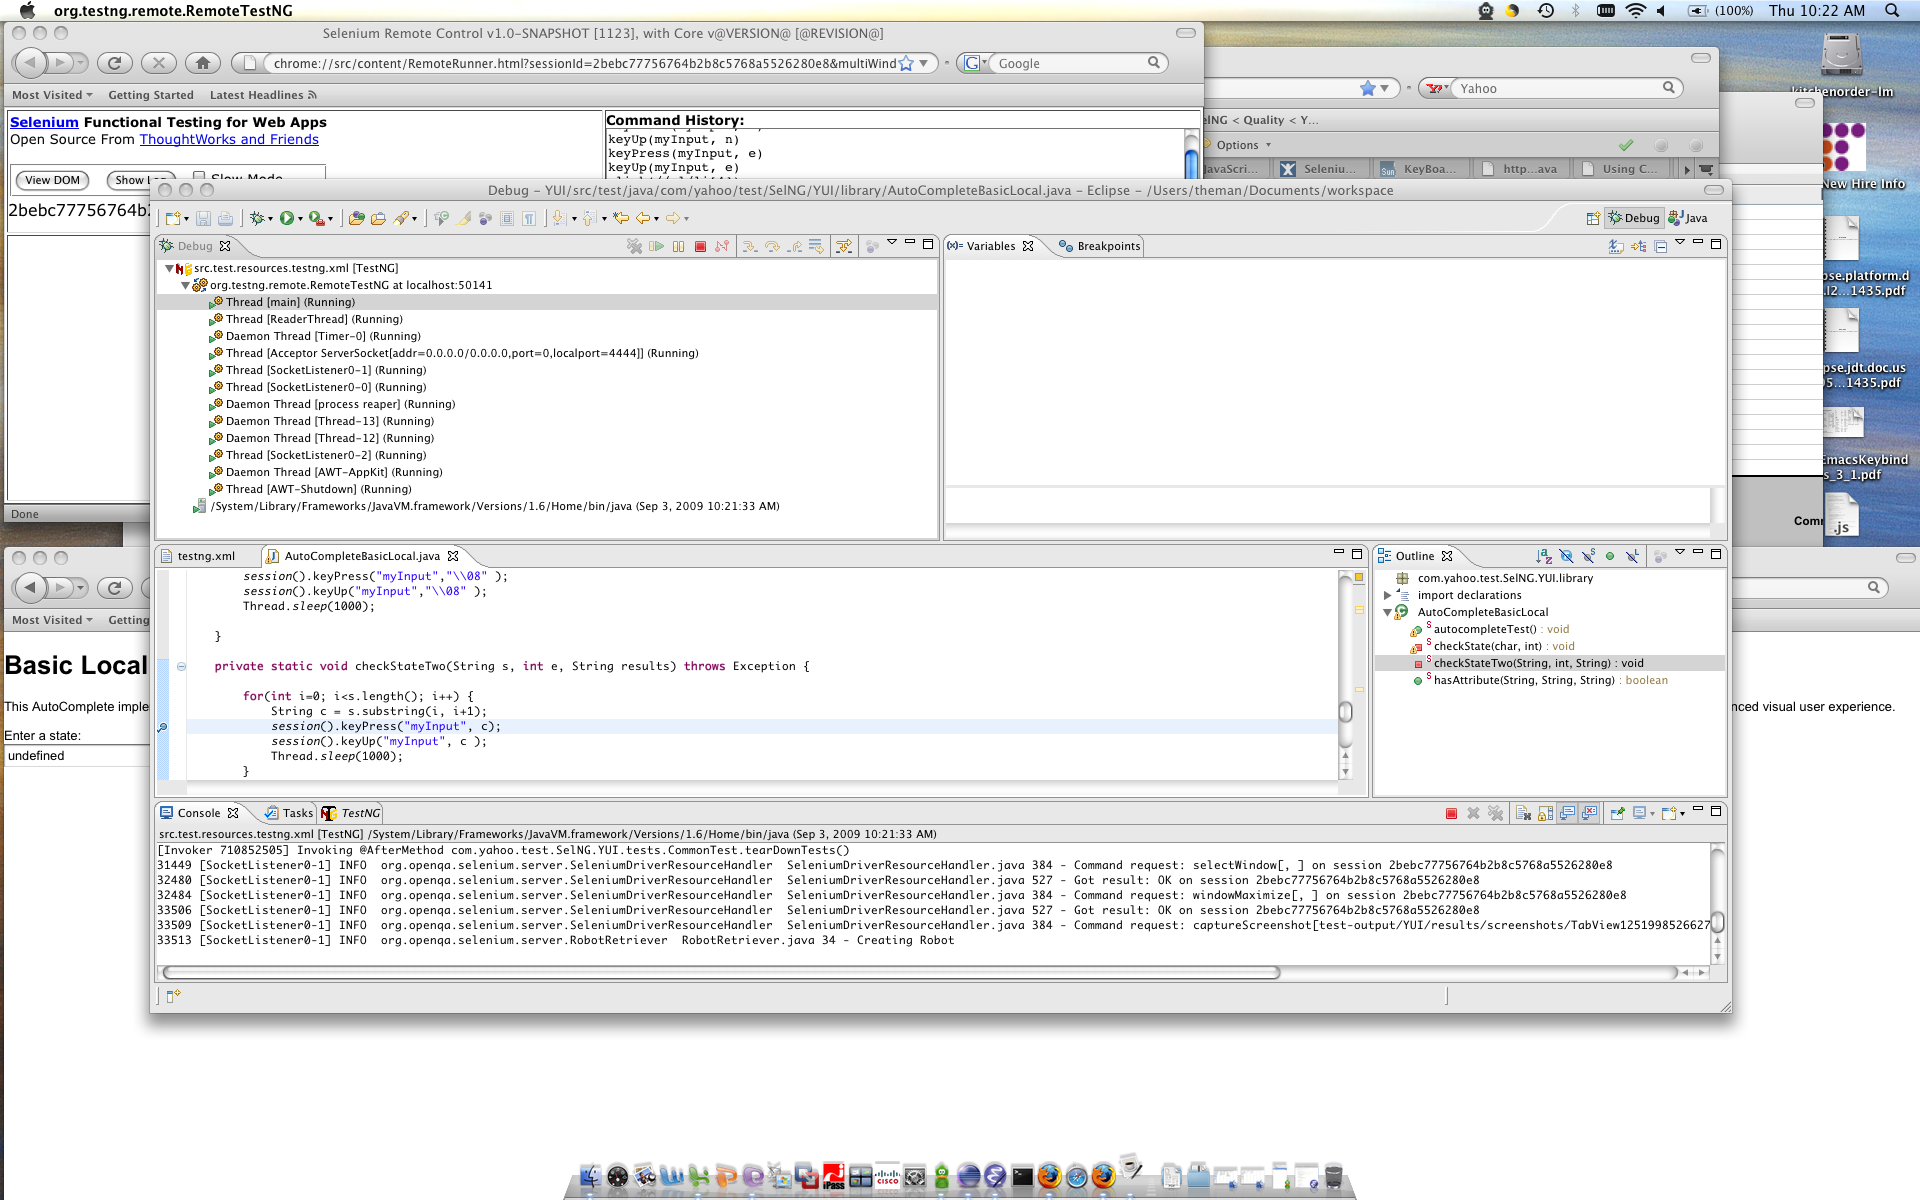 org.testng.remote.RemoteTestNG
(100%) Thu 10:22 AM
Selenium Remote Control v1.0-SNAPSHOT [1123], with Core v@VERSION@ [@REVISION@]
chrome://src/content/RemoteRunner.html?sessionId=2bebc77756764b2b8c5768a5526280e8&multiWind
Google
Most Visited
Getting Started
Latest Headlines
Selenium Functional Testing for Web Apps
Open Source From ThoughtWorks and Friends
View DOM
Show Log
Slow Mode
2bebc77756764b2
Command History:
keyUp(myInput, n)
keyPress(myInput, e)
keyUp(myInput, e)
Done
Yahoo
elNG < Quality < Y...
Options
JavaScri...
Seleniu...
KeyBoa...
http...ava
Using C...
kitchenorder-lm
New Hire Info
pse.platform.d
.l2...1435.pdf
pse.jdt.doc.us
05...1435.pdf
EmacsKeybind
s_3_1.pdf
.js
Com
Debug - YUI/src/test/java/com/yahoo/test/SelNG/YUI/library/AutoCompleteBasicLocal.java - Eclipse - /Users/theman/Documents/workspace
Debug
Java
Debug
src.test.resources.testng.xml [TestNG]
org.testng.remote.RemoteTestNG at localhost:50141
Thread [main] (Running)
Thread [ReaderThread] (Running)
Daemon Thread [Timer-0] (Running)
Thread [Acceptor ServerSocket[addr=0.0.0.0/0.0.0.0,port=0,localport=4444]] (Running)
Thread [SocketListener0-1] (Running)
Thread [SocketListener0-0] (Running)
Daemon Thread [process reaper] (Running)
Daemon Thread [Thread-13] (Running)
Daemon Thread [Thread-12] (Running)
Thread [SocketListener0-2] (Running)
Daemon Thread [AWT-AppKit] (Running)
Thread [AWT-Shutdown] (Running)
/System/Library/Frameworks/JavaVM.framework/Versions/1.6/Home/bin/java (Sep 3, 2009 10:21:33 AM)
(x)= Variables
Breakpoints
testng.xml
AutoCompleteBasicLocal.java
session().keyPress("myInput","\\08" );
session().keyUp("myInput","\\08" );
Thread.sleep(1000);
}
private static void checkStateTwo(String s, int e, String results) throws Exception {
for(int i=0; i<s.length(); i++) {
String c = s.substring(i, i+1);
session().keyPress("myInput", c);
session().keyUp("myInput", c );
Thread.sleep(1000);
}
Outline
com.yahoo.test.SelNG.YUI.library
import declarations
AutoCompleteBasicLocal
autocompleteTest() : void
checkState(char, int) : void
checkStateTwo(String, int, String) : void
hasAttribute(String, String, String) : boolean
Most Visited
Getting
Basic Local
This AutoComplete imple
nced visual user experience.
Enter a state:
undefined
Console
Tasks
TestNG
src.test.resources.testng.xml [TestNG] /System/Library/Frameworks/JavaVM.framework/Versions/1.6/Home/bin/java (Sep 3, 2009 10:21:33 AM)
[Invoker 710852505] Invoking @AfterMethod com.yahoo.test.SelNG.YUI.tests.CommonTest.tearDownTests()
31449 [SocketListener0-1] INFO org.openqa.selenium.server.SeleniumDriverResourceHandler SeleniumDriverResourceHandler.java 384 - Command request: selectWindow[, ] on session 2bebc77756764b2b8c5768a5526280e8
32480 [SocketListener0-1] INFO org.openqa.selenium.server.SeleniumDriverResourceHandler SeleniumDriverResourceHandler.java 527 - Got result: OK on session 2bebc77756764b2b8c5768a5526280e8
32484 [SocketListener0-1] INFO org.openqa.selenium.server.SeleniumDriverResourceHandler SeleniumDriverResourceHandler.java 384 - Command request: windowMaximize[, ] on session 2bebc77756764b2b8c5768a5526280e8
33506 [SocketListener0-1] INFO org.openqa.selenium.server.SeleniumDriverResourceHandler SeleniumDriverResourceHandler.java 527 - Got result: OK on session 2bebc77756764b2b8c5768a5526280e8
33509 [SocketListener0-1] INFO org.openqa.selenium.server.SeleniumDriverResourceHandler SeleniumDriverResourceHandler.java 384 - Command request: captureScreenshot[test-output/YUI/results/screenshots/TabView1251998526627
33513 [SocketListener0-1] INFO org.openqa.selenium.server.RobotRetriever RobotRetriever.java 34 - Creating Robot
iPass
CISCO